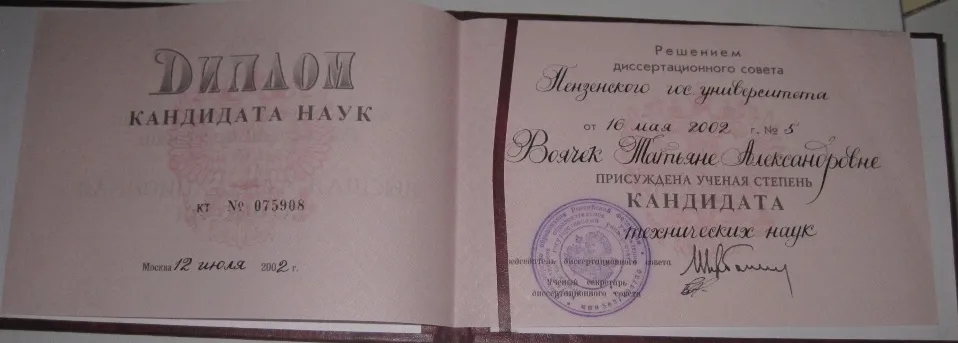 ДИПЛОМ
КАНДИДАТА НАУК
КТ № 075908
Москва 12 июля 2002 г.
Решением
диссертационного совета
Пензенского гос. университета
от 16 мая 2002 г. № 5
Воячек Татьяне Александровне
ПРИСУЖДЕНА УЧЕНАЯ СТЕПЕНЬ
КАНДИДАТА
технических наук
диссертационного совета
Ученый секретарь
диссертационного совета